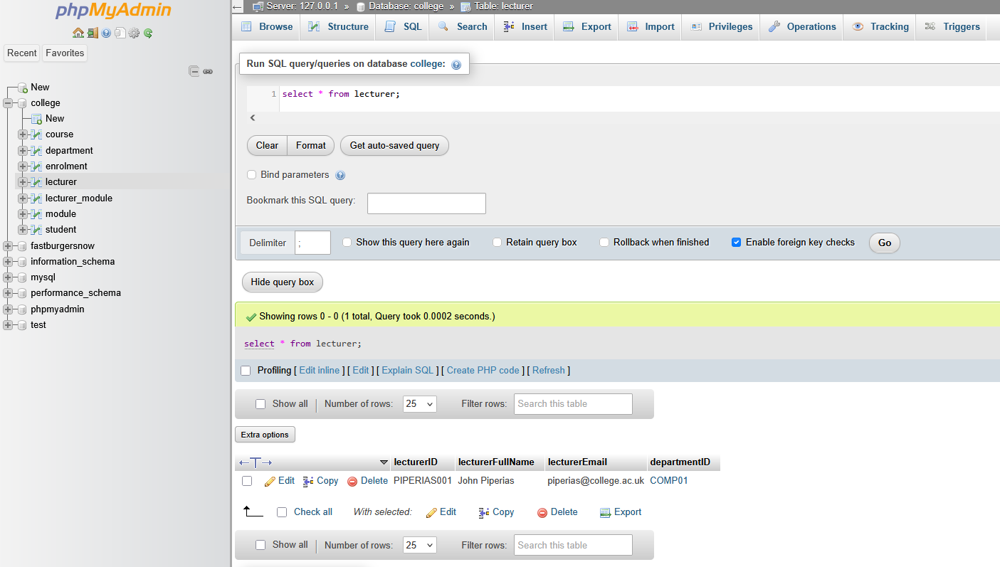 phpMyAdmin
Recent Favorites
New
college
New
course
department
enrolment
lecturer
lecturer_module
module
student
fastburgersnow
information_schema
mysql
performance_schema
phpmyadmin
test
Server: 127.0.0.1 » Database: college » Table: lecturer
Browse Structure SQL Search Insert Export Import Privileges Operations Tracking Triggers
Run SQL query/queries on database college:
1 select * from lecturer;
Clear Format Get auto-saved query
Bind parameters
Bookmark this SQL query:
Delimiter ; Show this query here again Retain query box Rollback when finished Enable foreign key checks Go
Hide query box
Showing rows 0 - 0 (1 total, Query took 0.0002 seconds.)
select * from lecturer;
Profiling [ Edit inline ] [ Edit ] [ Explain SQL ] [ Create PHP code ] [ Refresh ]
Show all Number of rows: 25 Filter rows: Search this table
Extra options
lecturerID lecturerFullName lecturerEmail departmentID
Edit Copy Delete PIPERIAS001 John Piperias piperias@college.ac.uk COMP01
Check all With selected: Edit Copy Delete Export
Show all Number of rows: 25 Filter rows: Search this table